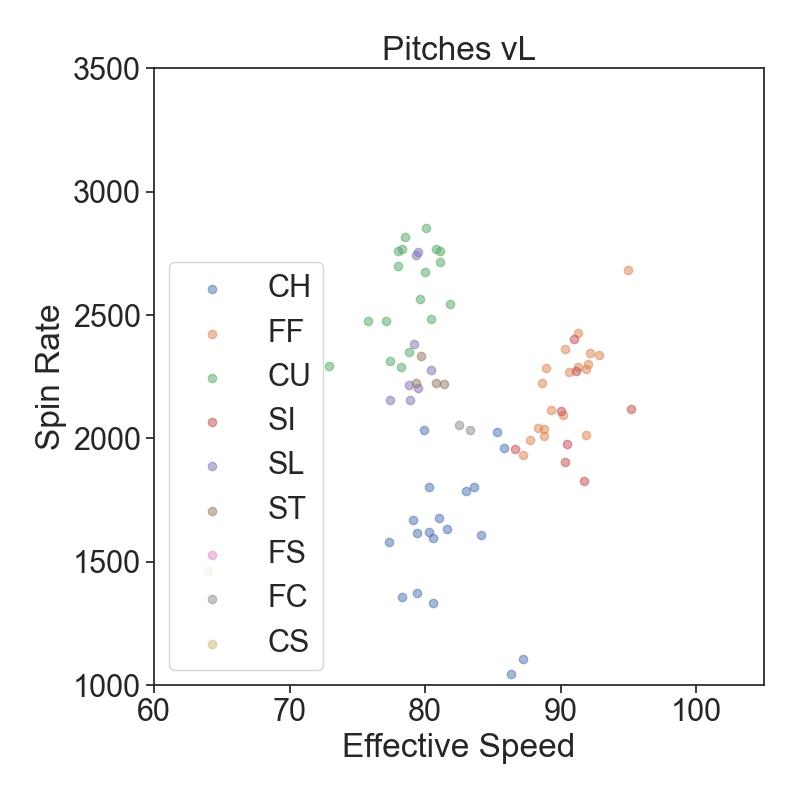 Pitches vL
3500
3000
2500
2000
1500
1000
Spin Rate
CH
FF
CU
SI
SL
ST
FS
FC
CS
60 70 80 90 100
Effective Speed